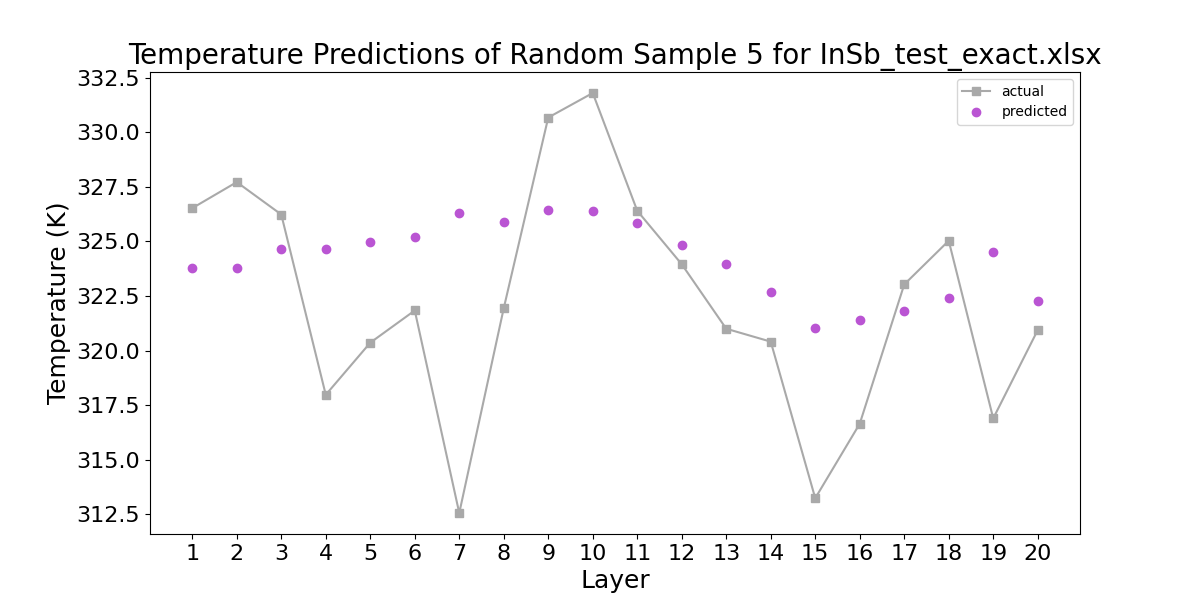 Temperature Predictions of Random Sample 5 for InSb_test_exact.xlsx
332.5
330.0
327.5
325.0
322.5
320.0
317.5
315.0
312.5
Temperature (K)
actual
predicted
1 2 3 4 5 6 7 8 9 10 11 12 13 14 15 16 17 18 19 20
Layer